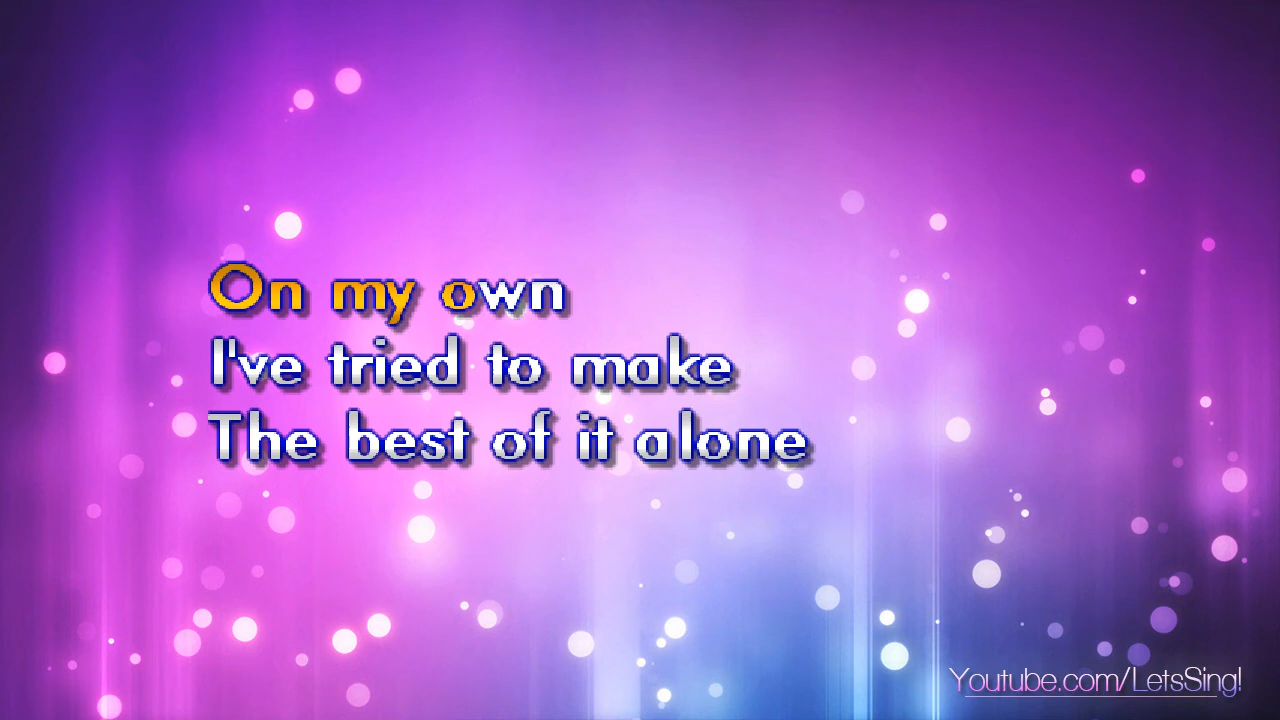 On my own
I've tried to make
The best of it alone
Youtube.com/LetsSing!